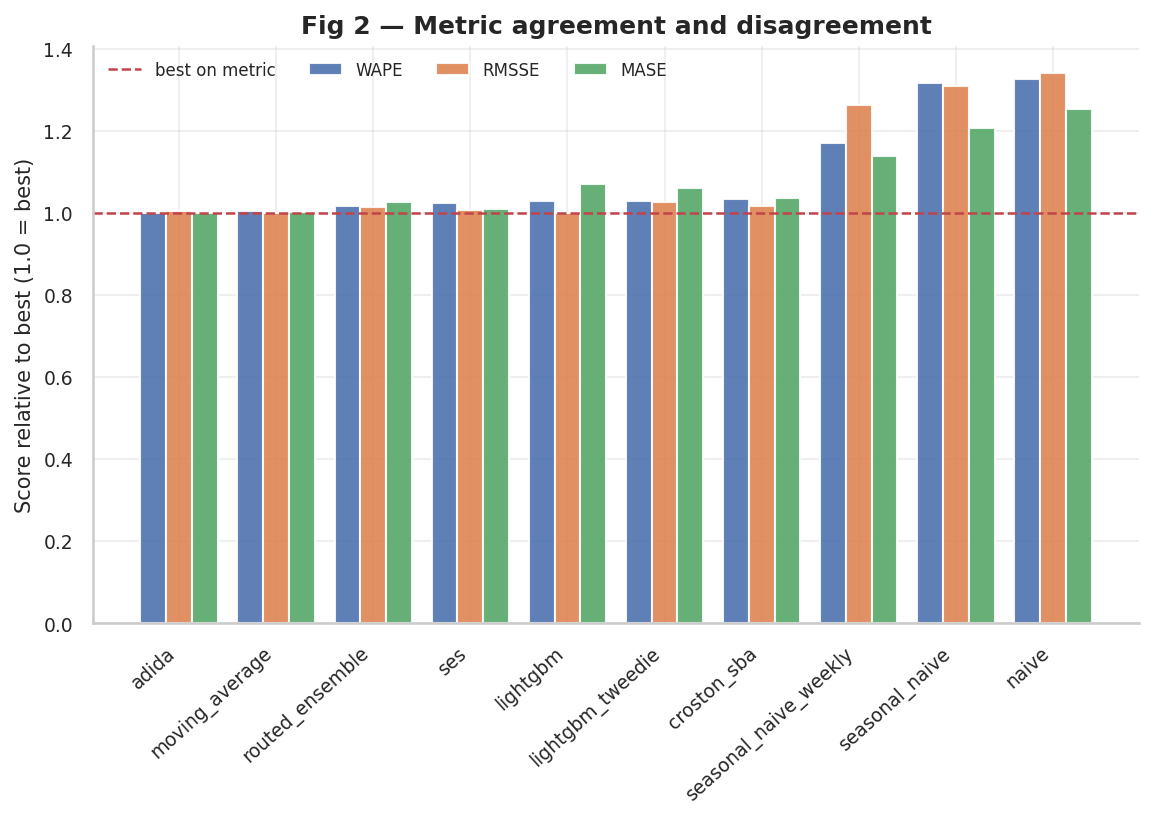 Fig 2 — Metric agreement and disagreement
best on metric WAPE RMSSE MASE
Score relative to best (1.0 = best)
1.4
1.2
1.0
0.8
0.6
0.4
0.2
0.0
adida
moving_average
routed_ensemble
ses
lightgbm
lightgbm_tweedie
croston_sba
seasonal_naive_weekly
seasonal_naive
naive